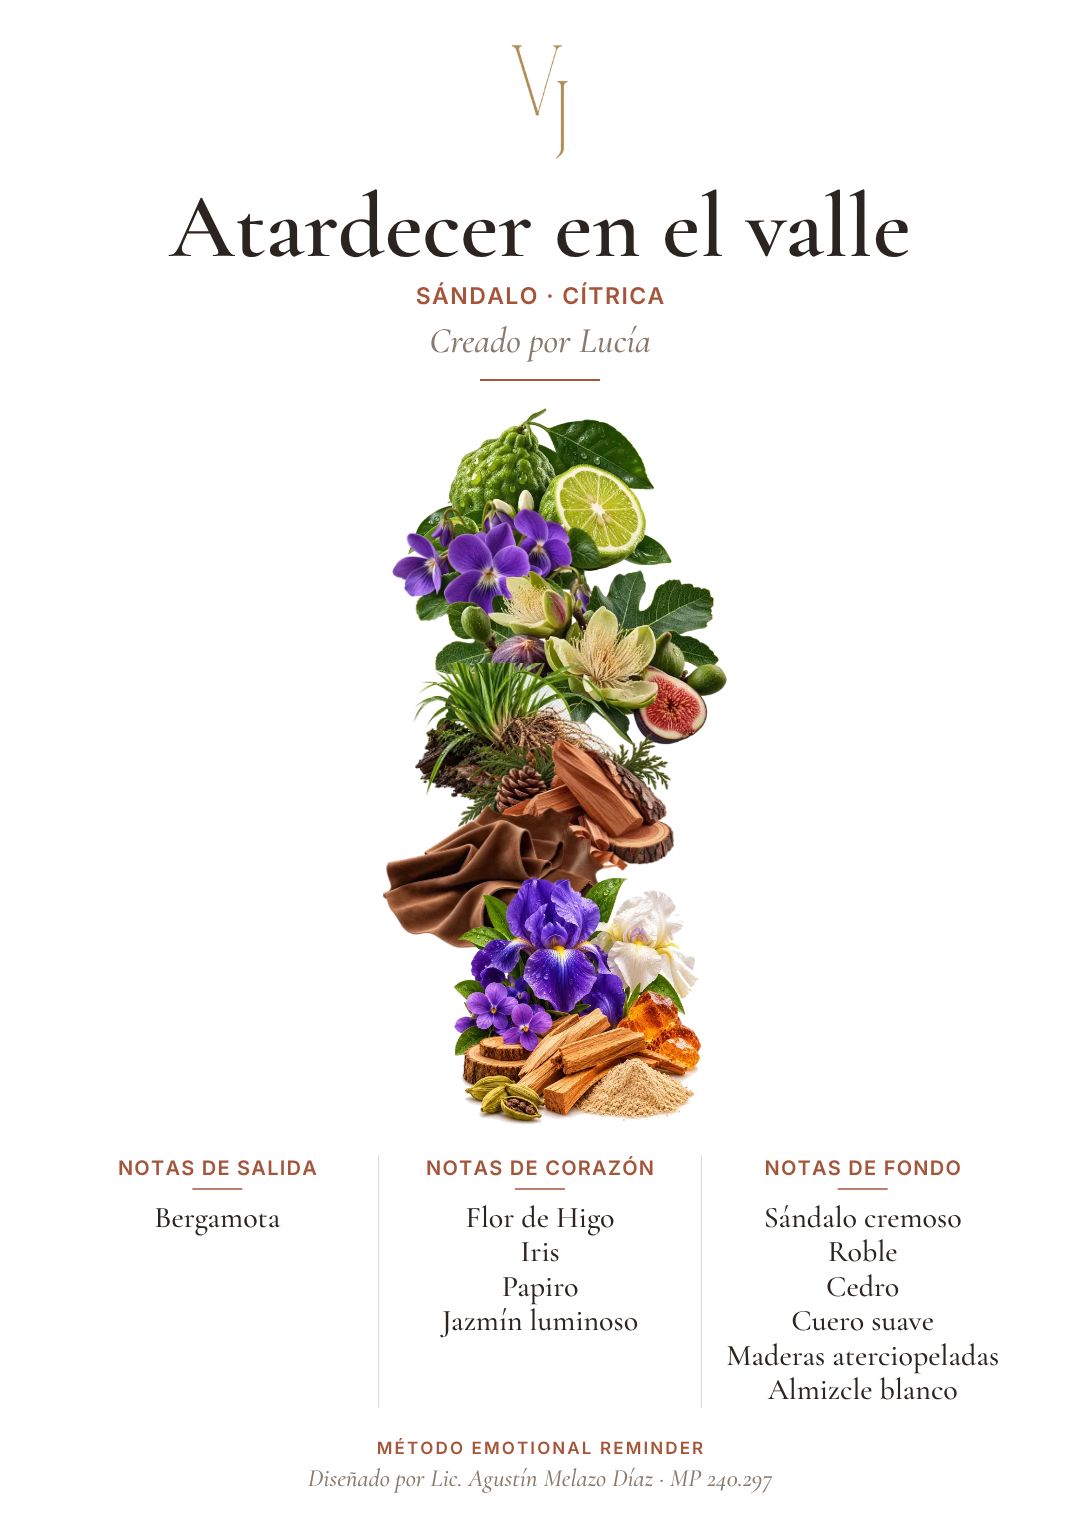 VJ
Atardecer en el valle
SÁNDALO · CÍTRICA
Creado por Lucía
NOTAS DE SALIDA
Bergamota
NOTAS DE CORAZÓN
Flor de Higo
Iris
Papiro
Jazmín luminoso
NOTAS DE FONDO
Sándalo cremoso
Roble
Cedro
Cuero suave
Maderas aterciopeladas
Almizcle blanco
MÉTODO EMOTIONAL REMINDER
Diseñado por Lic. Agustín Melazo Díaz · MP 240.297